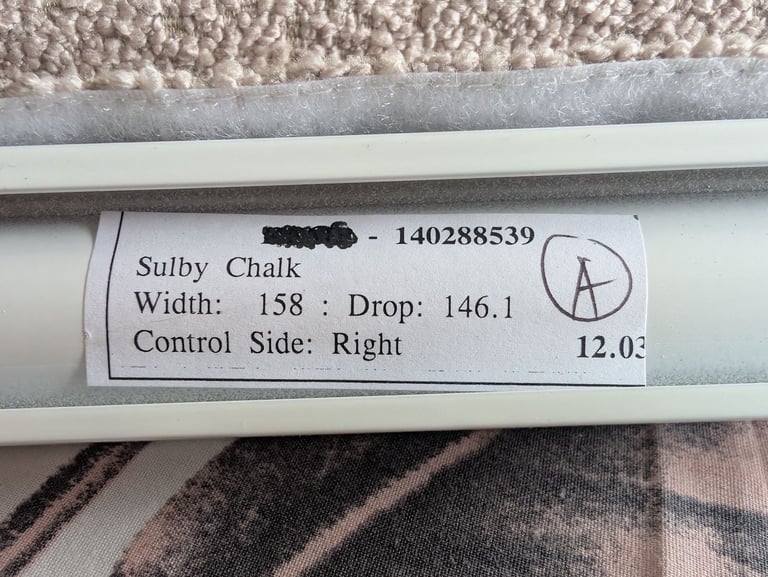 - 140288539
A
Sulby Chalk
Width: 158 : Drop: 146.1
Control Side: Right
12.03